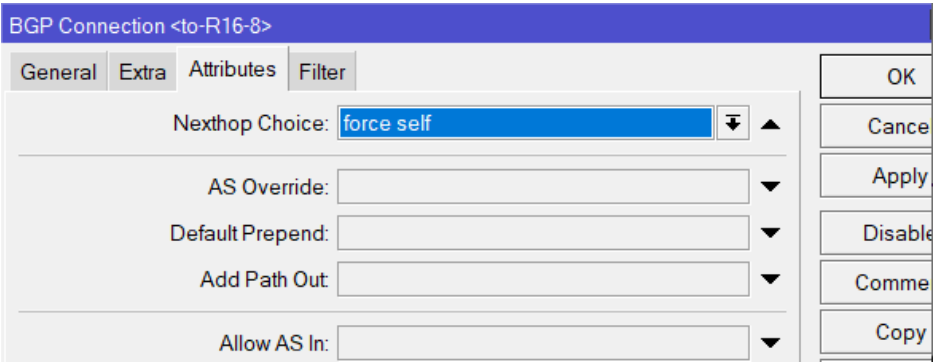 BGP Connection <to-R16-8>
General Extra Attributes Filter
OK
Nexthop Choice: force self
Cancel
AS Override:
Apply
Default Prepend:
Disable
Add Path Out:
Comme
Allow AS In:
Copy